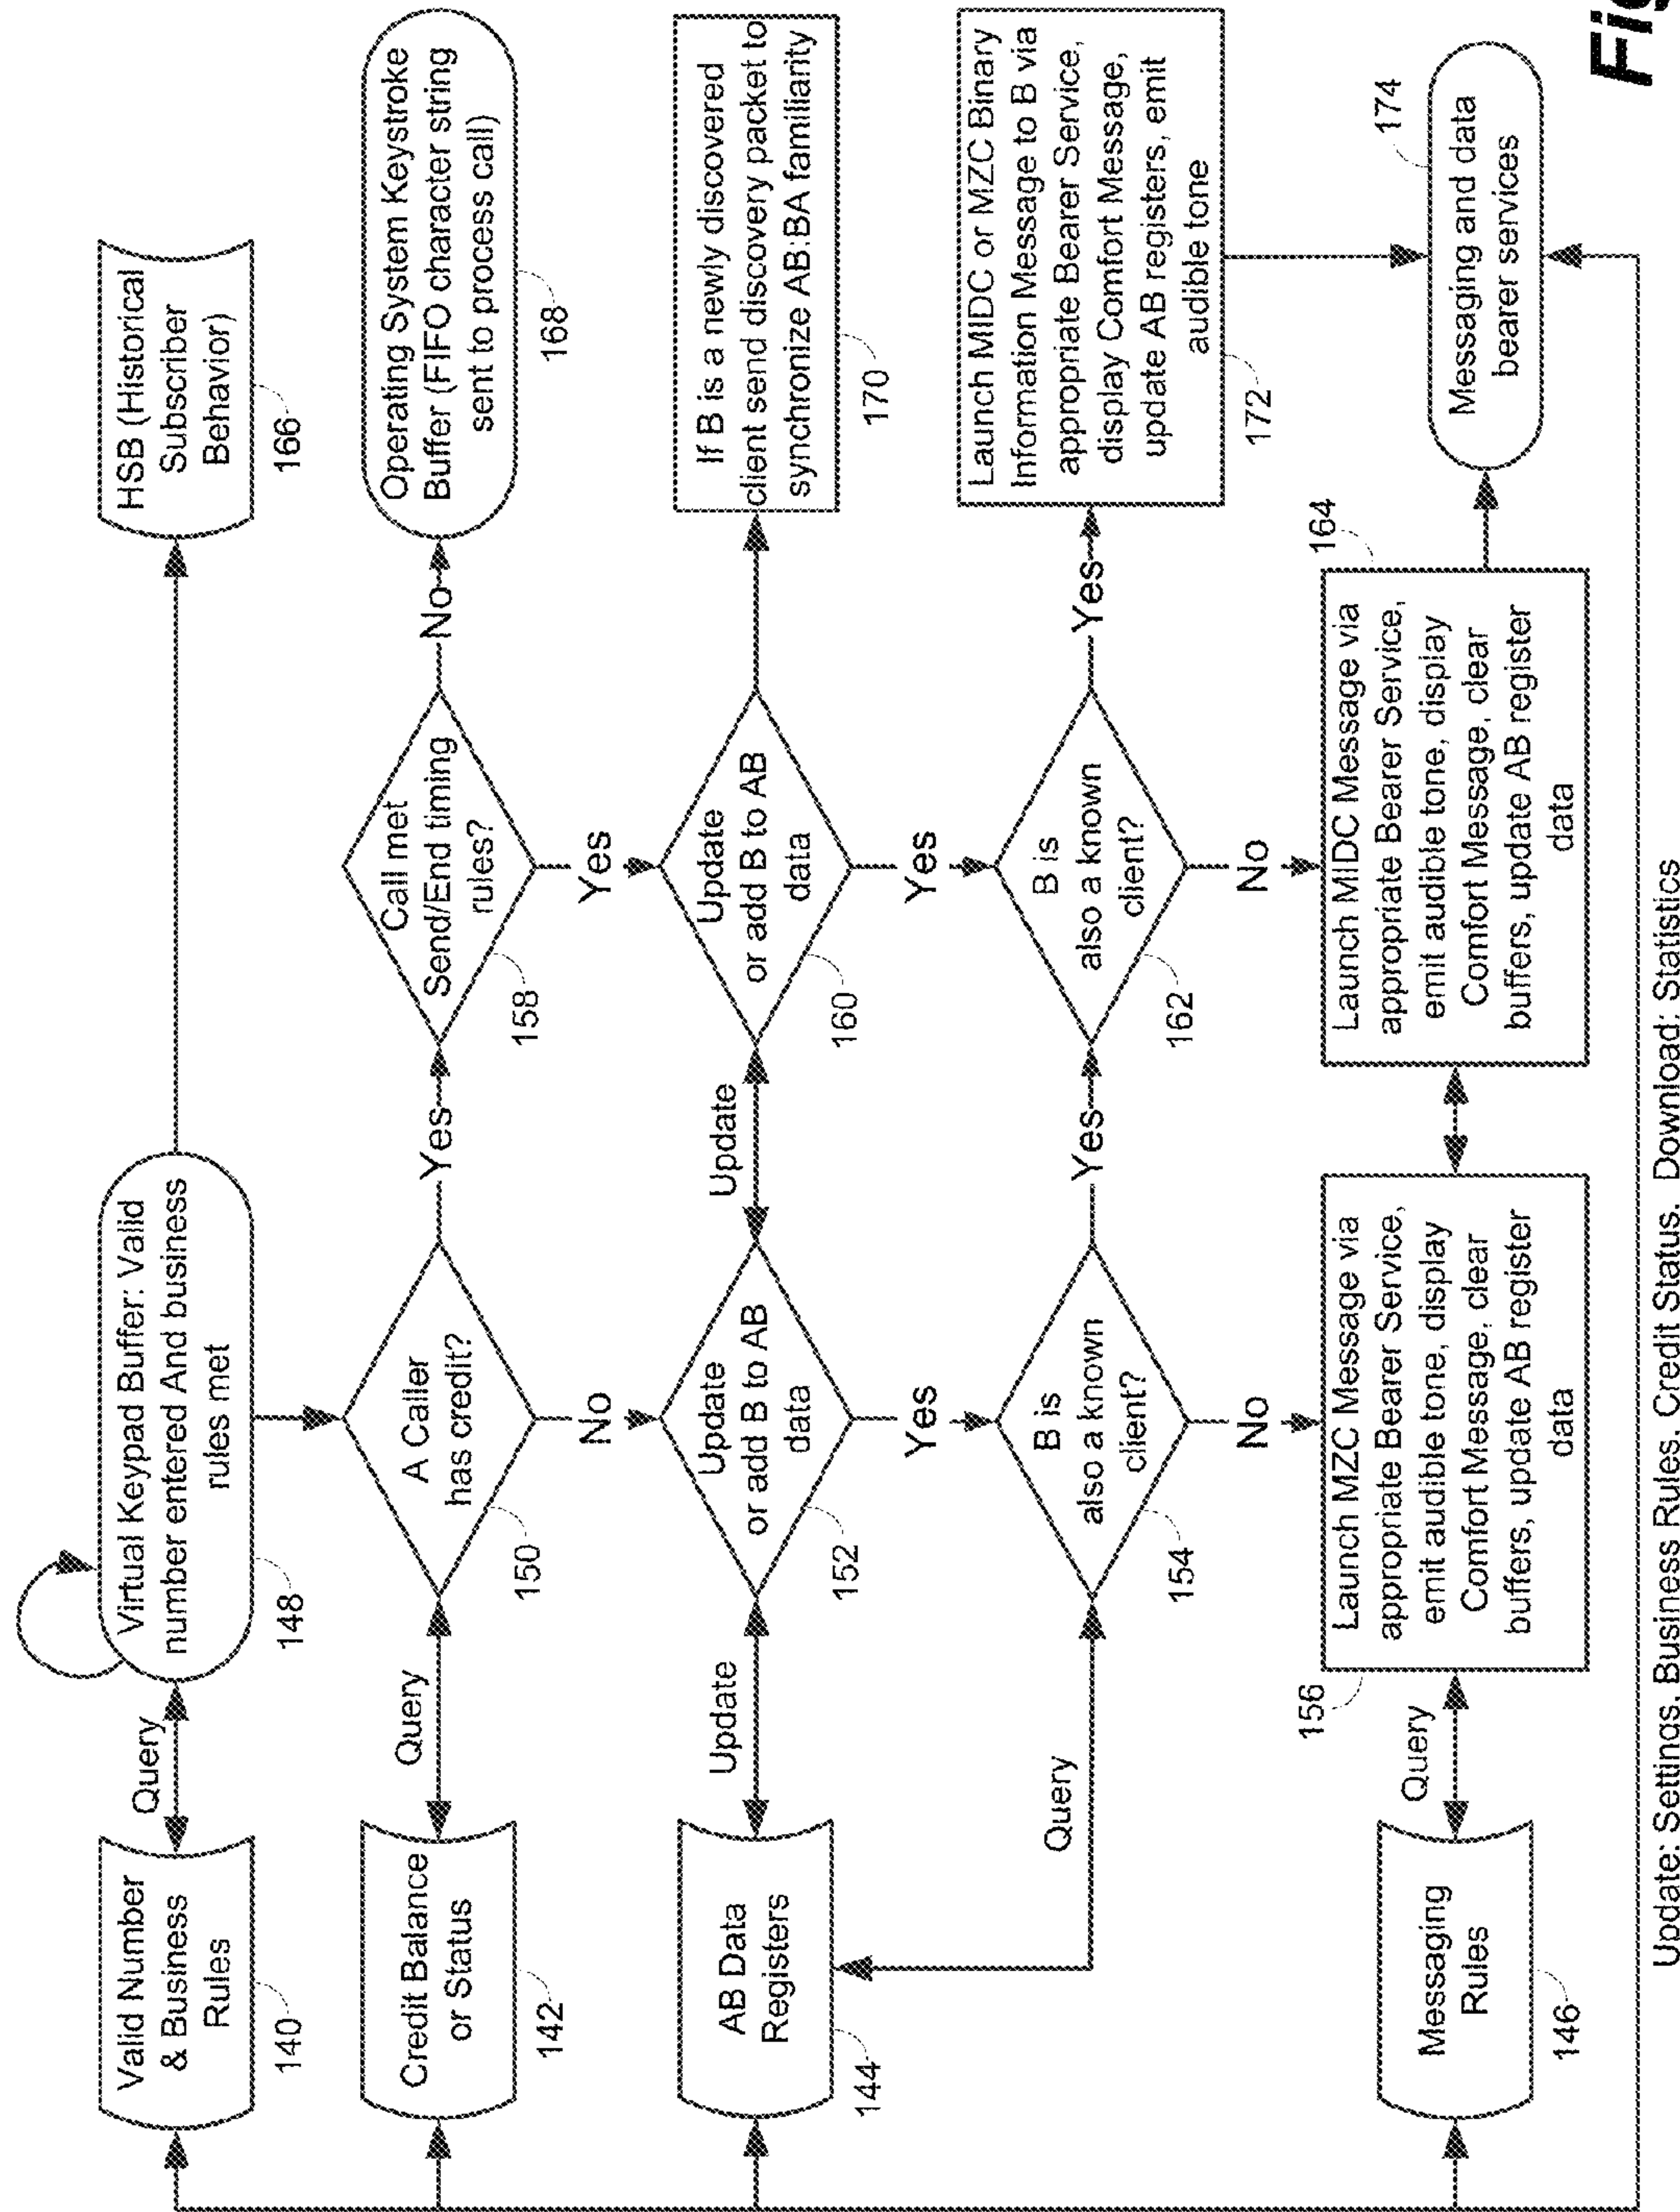 Valid Number
& Business
Rules
140
Query
Virtual Keypad Buffer: Valid
number entered And business
rules met
148
HSB (Historical
Subscriber
Behavior)
166
Credit Balance
or Status
142
Query
A Caller
has credit?
150
Yes
No
Call met
Send/End timing
rules?
158
No
Yes
Operating System Keystroke
Buffer (FIFO character string
sent to process call)
168
AB Data
Registers
144
Update
Update
or add B to AB
data
152
Yes
Update
Update
or add B to AB
data
160
Yes
If B is a newly discovered
client send discovery packet to
synchronize AB:BA familiarity
170
Query
B is
also a known
client?
154
Yes
No
B is
also a known
client?
162
Yes
No
Launch MIDC or MZC Binary
Information Message to B via
appropriate Bearer Service,
display Comfort Message,
update AB registers, emit
audible tone
172
Messaging
Rules
146
Query
156
Launch MZC Message via
appropriate Bearer Service,
emit audible tone, display
Comfort Message, clear
buffers, update AB register
data
Launch MIDC Message via
appropriate Bearer Service,
emit audible tone, display
Comfort Message, clear
buffers, update AB register
data
164
Messaging and data
bearer services
174
Update: Settings, Business Rules, Credit Status, Download: Statistics